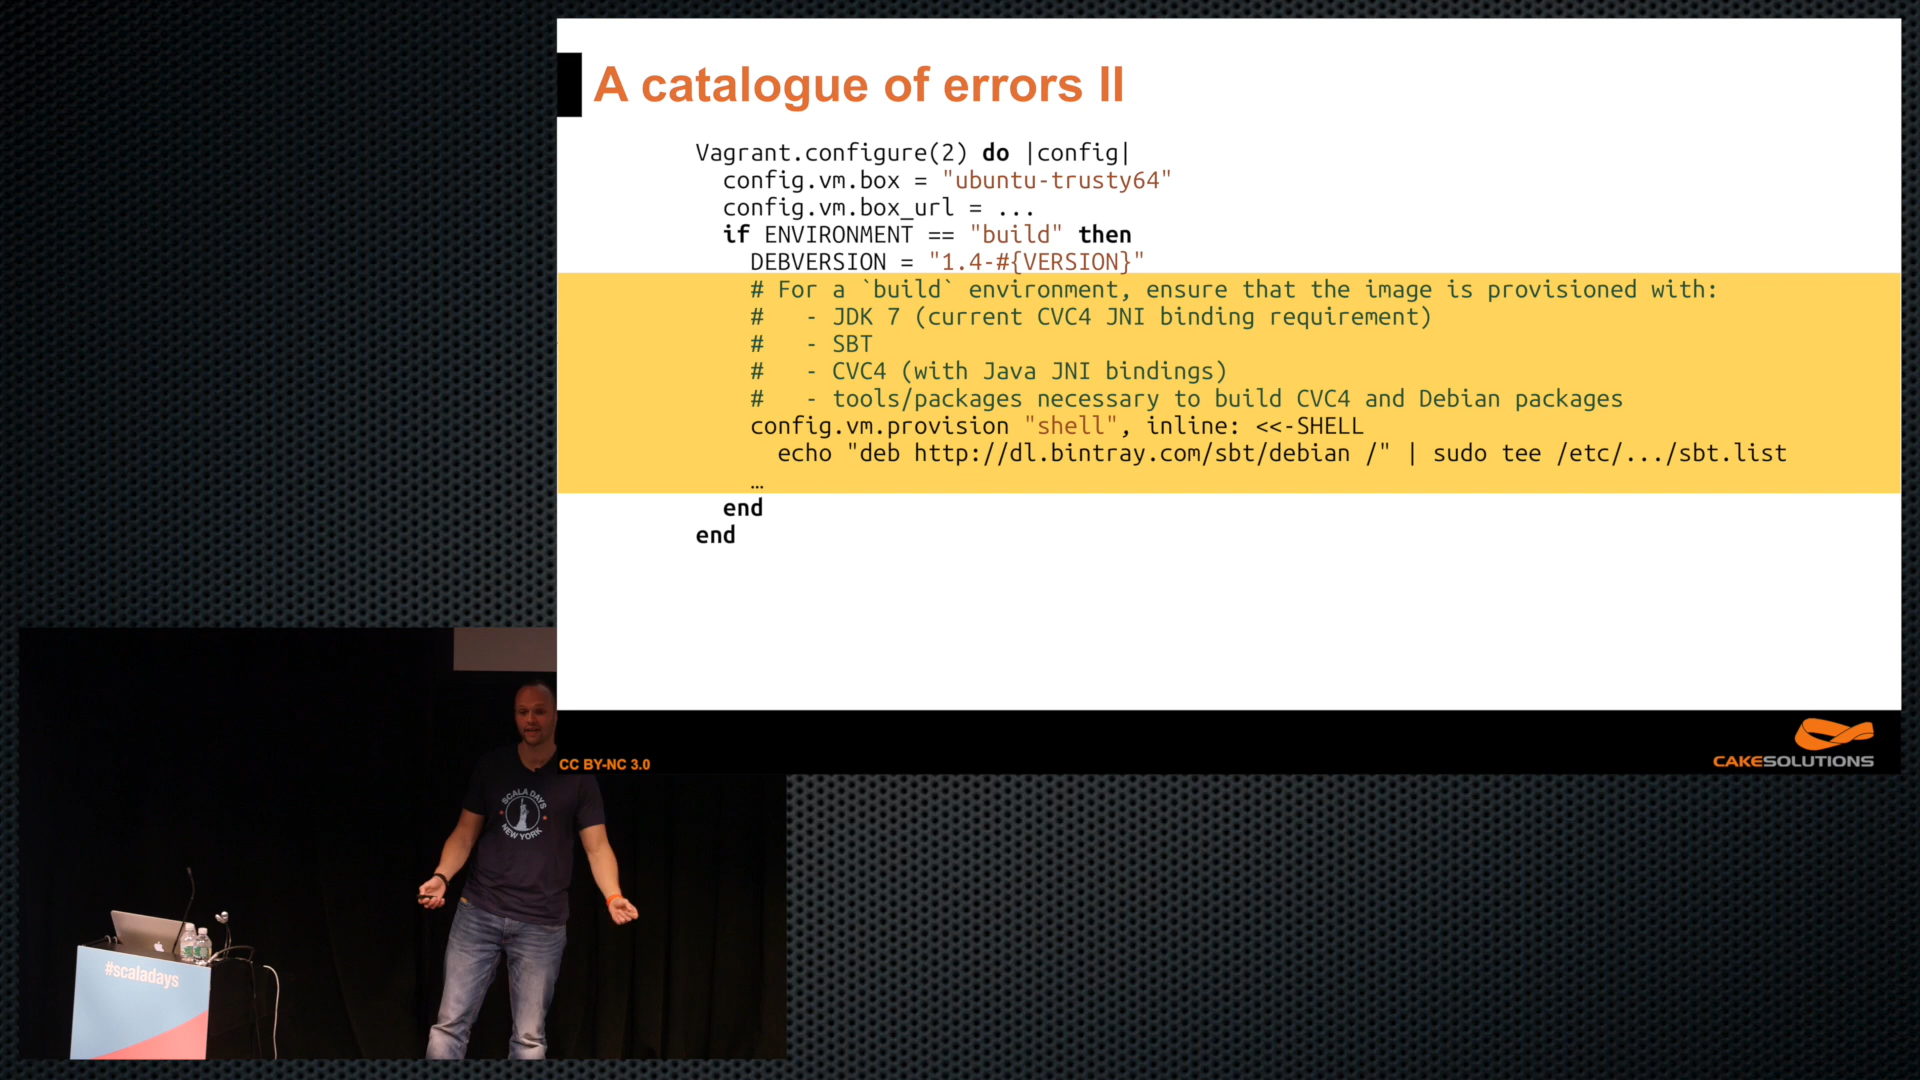 A catalogue of errors II
Vagrant.configure(2) do |config|
  config.vm.box = "ubuntu-trusty64"
  config.vm.box_url = ...
  if ENVIRONMENT == "build" then
    DEBVERSION = "1.4-#{VERSION}"
    # For a `build` environment, ensure that the image is provisioned with:
    #   - JDK 7 (current CVC4 JNI binding requirement)
    #   - SBT
    #   - CVC4 (with Java JNI bindings)
    #   - tools/packages necessary to build CVC4 and Debian packages
    config.vm.provision "shell", inline: <<-SHELL
      echo "deb http://dl.bintray.com/sbt/debian /" | sudo tee /etc/.../sbt.list
    …
  end
end
CC BY-NC 3.0
CAKESOLUTIONS
SCALA DAYS
NEW YORK
#scaladays